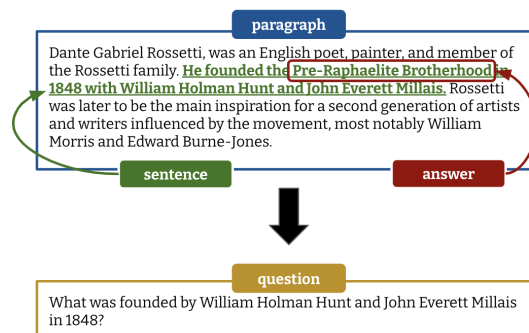 paragraph
Dante Gabriel Rossetti, was an English poet, painter, and member of
the Rossetti family. He founded the Pre-Raphaelite Brotherhood in
1848 with William Holman Hunt and John Everett Millais. Rossetti
was later to be the main inspiration for a second generation of artists
and writers influenced by the movement, most notably William
Morris and Edward Burne-Jones.
sentence
answer
question
What was founded by William Holman Hunt and John Everett Millais
in 1848?